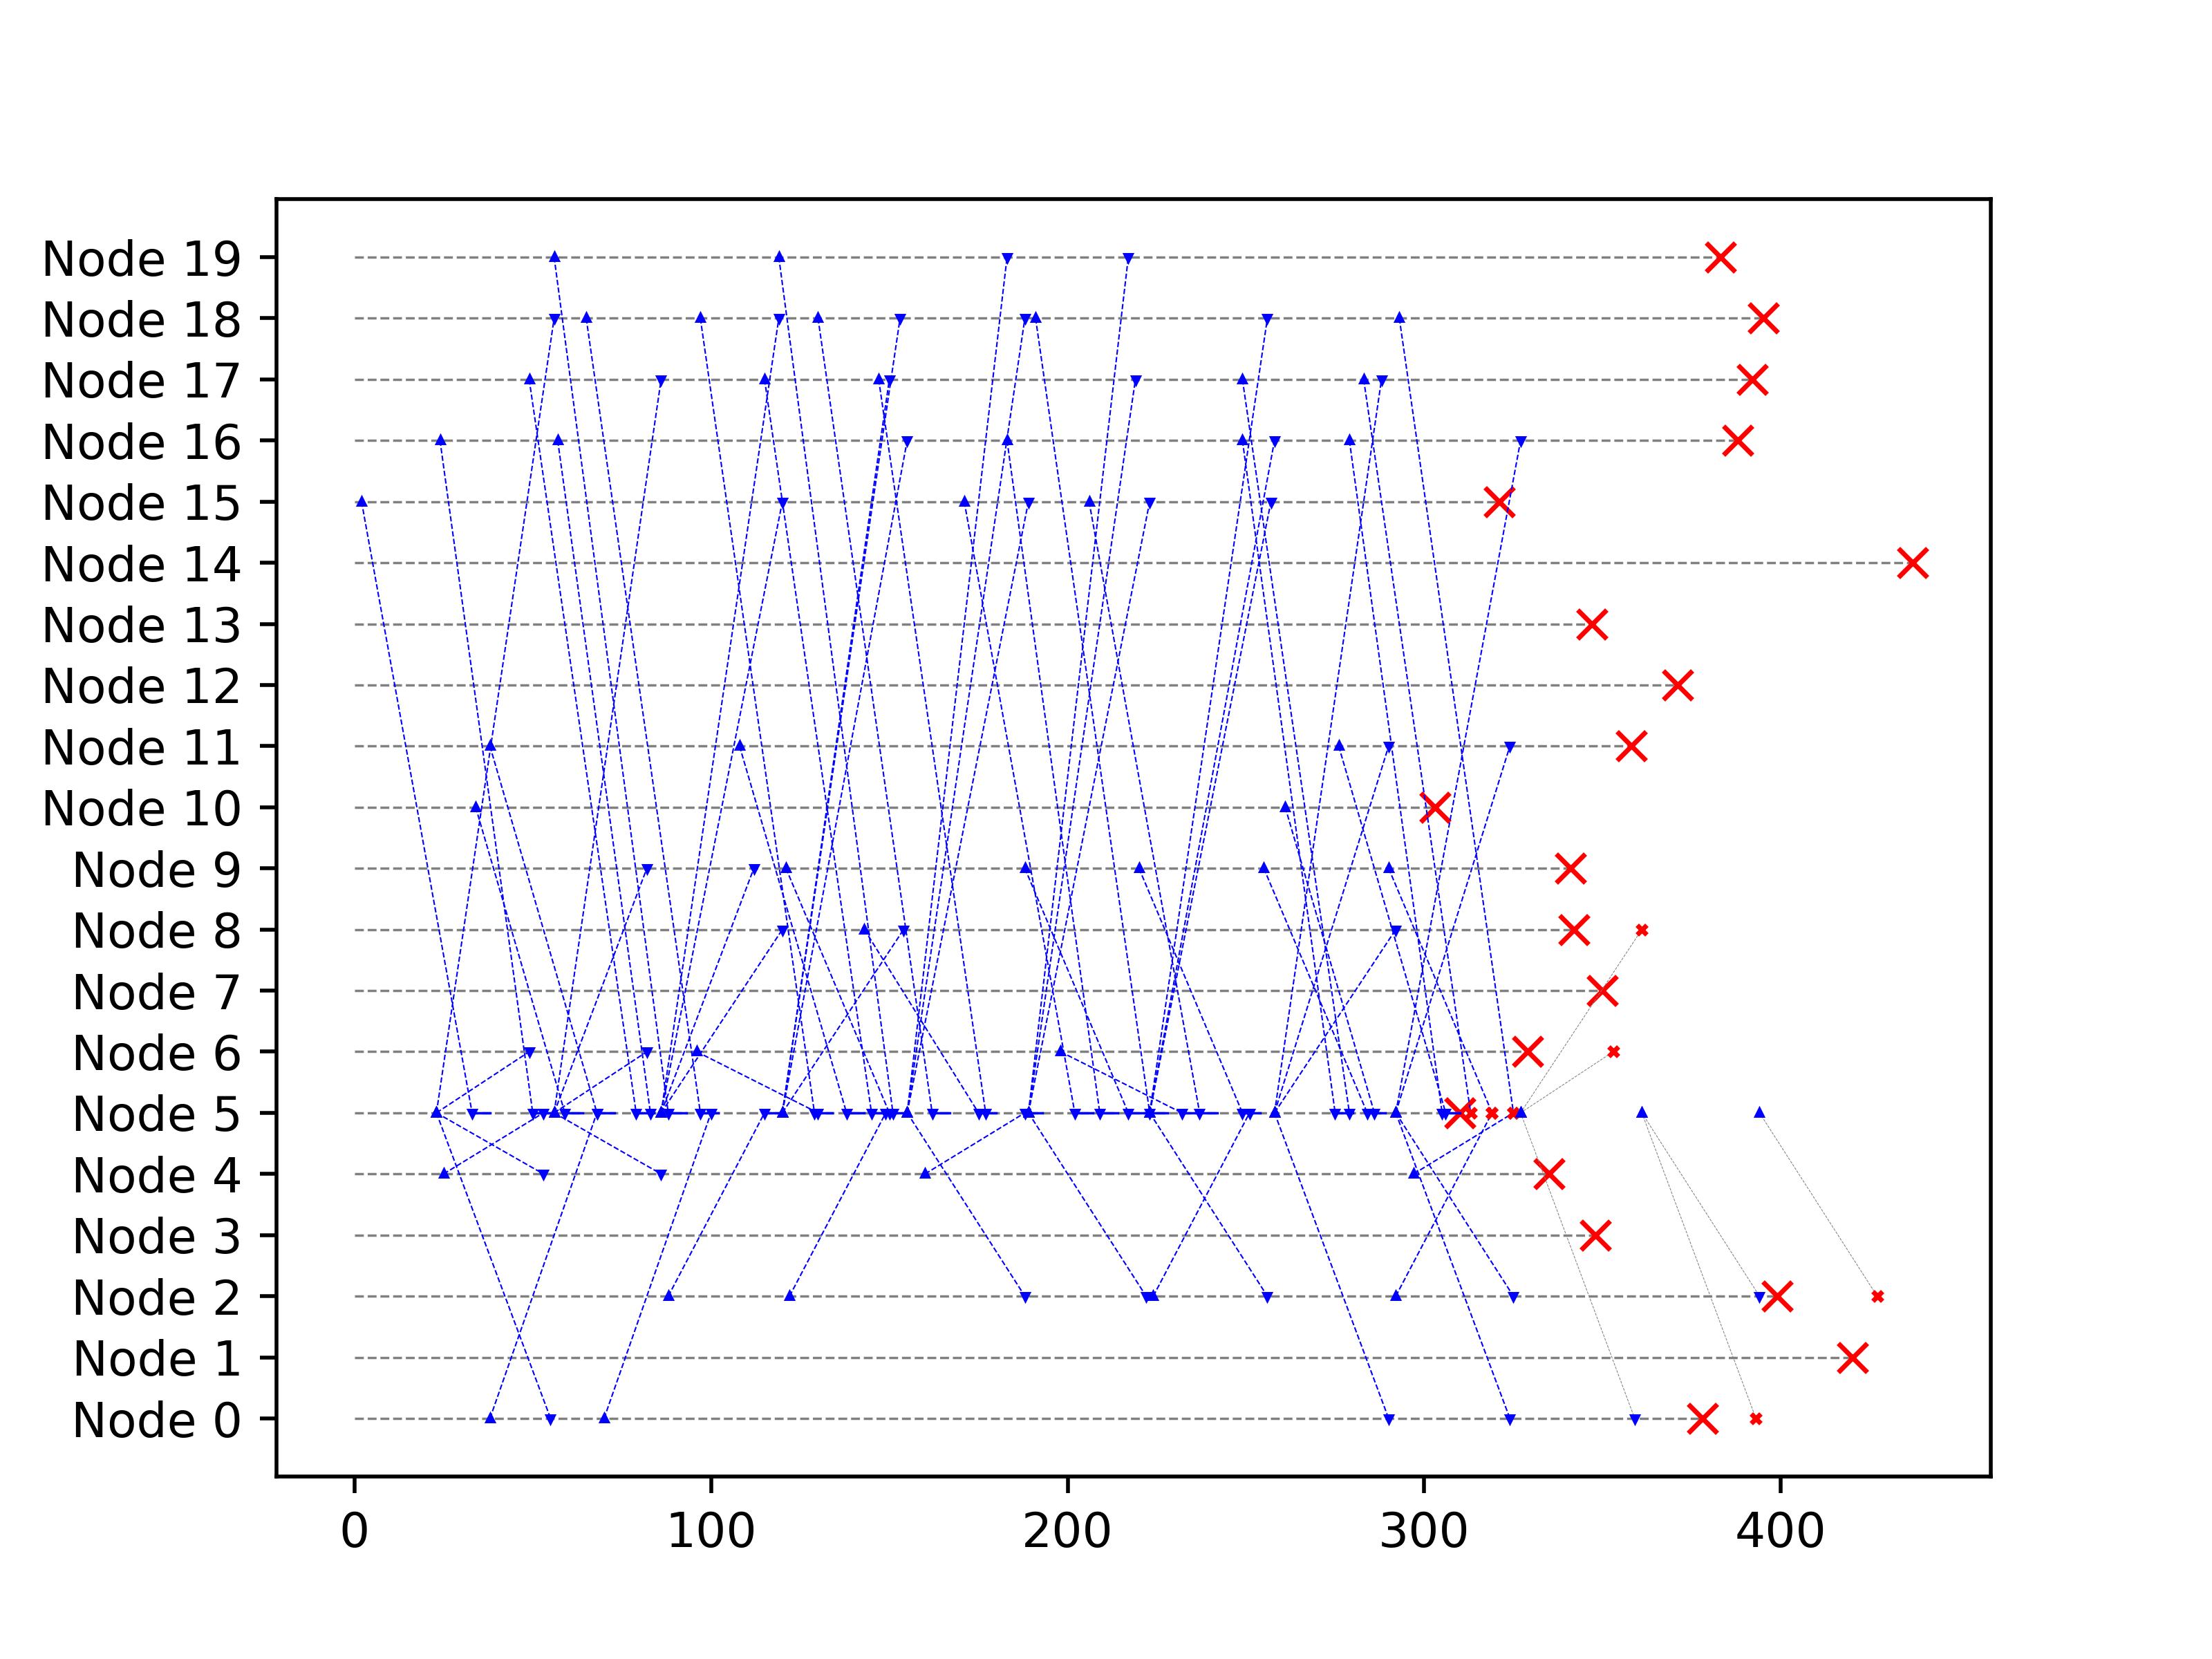 Node 19
Node 18
Node 17
Node 16
Node 15
Node 14
Node 13
Node 12
Node 11
Node 10
Node 9
Node 8
Node 7
Node 6
Node 5
Node 4
Node 3
Node 2
Node 1
Node 0
0 100 200 300 400